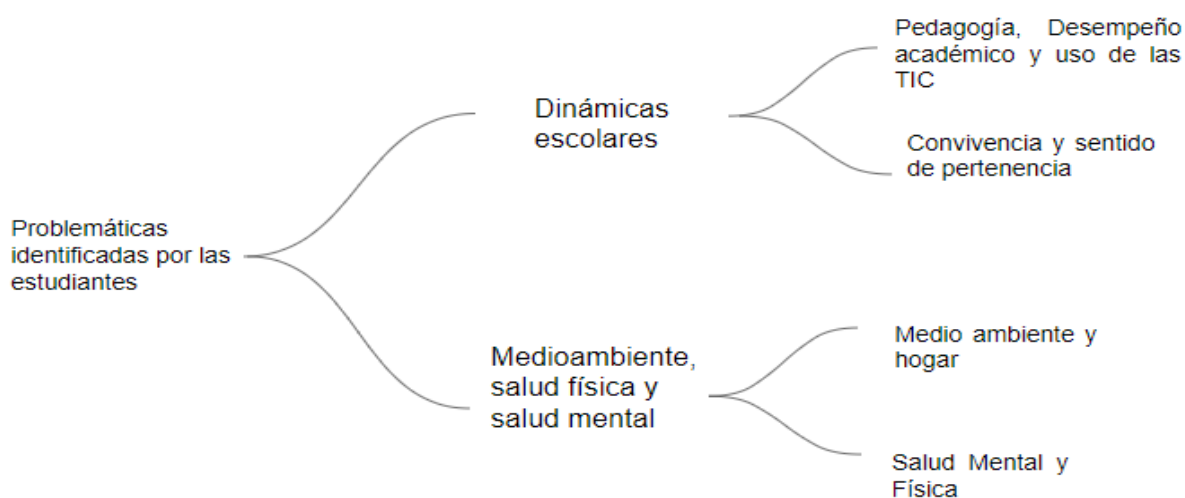 Problemáticas
identificadas por las
estudiantes
Dinámicas
escolares
Pedagogía, Desempeño
académico y uso de las
TIC
Convivencia y sentido
de pertenencia
Medioambiente,
salud física y
salud mental
Medio ambiente y
hogar
Salud Mental y
Física